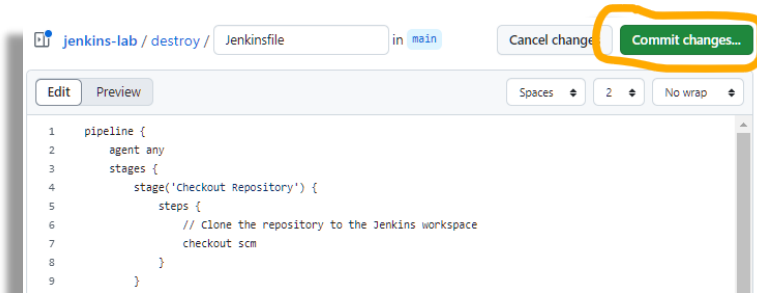 jenkins-lab / destroy / Jenkinsfile in main Cancel change Commit changes...
Edit Preview Spaces 2 No wrap
1 pipeline {
2 agent any
3 stages {
4 stage('Checkout Repository') {
5 steps {
6 // Clone the repository to the Jenkins workspace
7 checkout scm
8 }
9 }